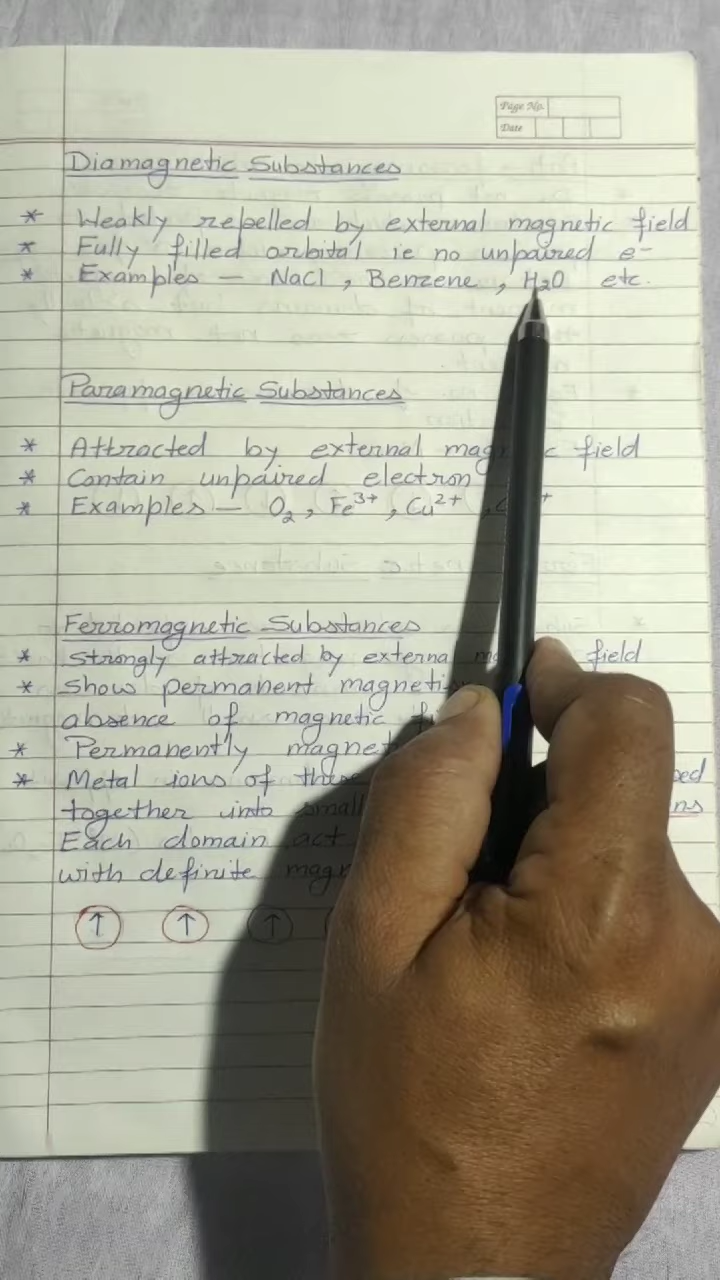 Page No.
Date
Diamagnetic Substances
* Weakly repelled by external magnetic field
* Fully filled orbital ie no unpaired e-
* Examples – NaCl, Benzene, H₂O etc.
Paramagnetic Substances
* Attracted by external mag c field
* Contain unpaired electron
* Examples – O₂, Fe³⁺, Cu²⁺,
Ferromagnetic Substances
* Strongly attracted by externa field
* Show permanent
absence of magnetic
* Permanently
* Metal ions of
together into small
Each domain act
with definite
↑ ↑ ↑